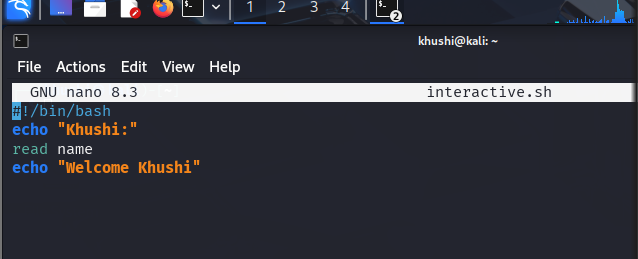 1 2 3 4 2
khushi@kali: ~
File Actions Edit View Help
GNU nano 8.3 interactive.sh
#!/bin/bash
echo "Khushi:"
read name
echo "Welcome Khushi"